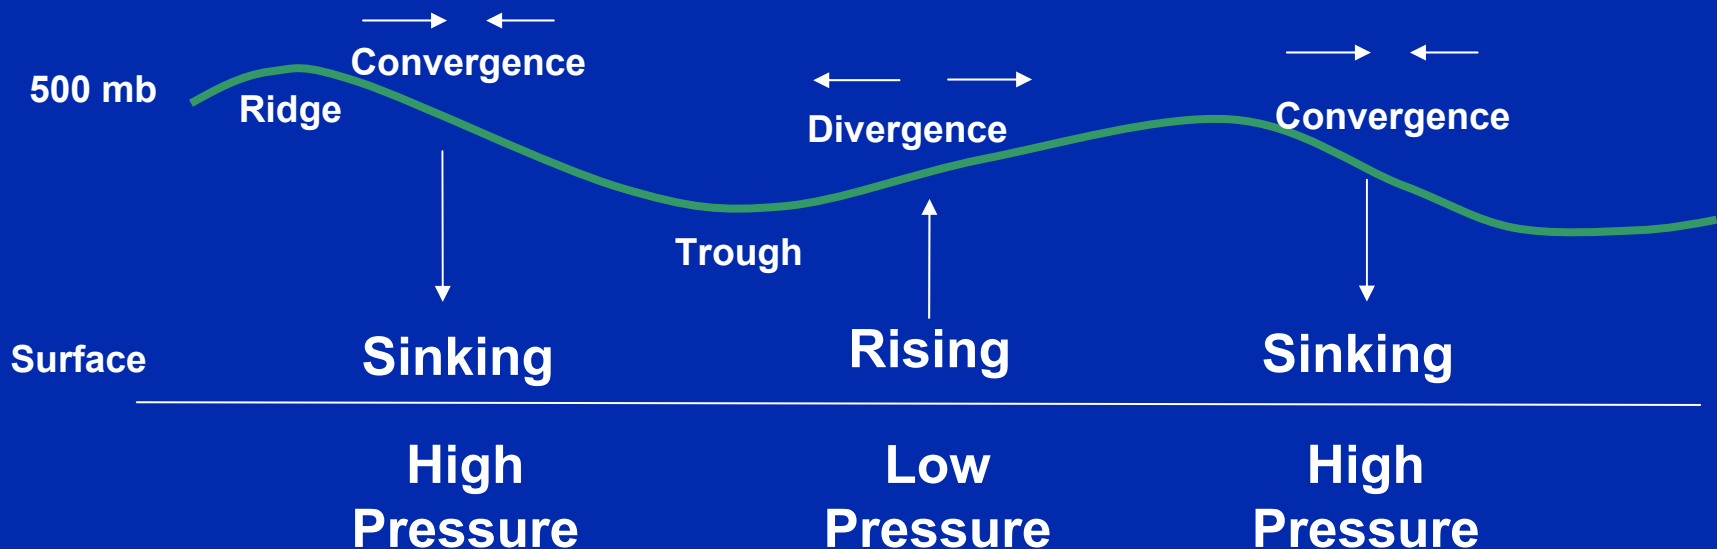 Convergence
500 mb
Ridge
Divergence
Convergence
Trough
Surface
Sinking
Rising
Sinking
High
Pressure
Low
Pressure
High
Pressure